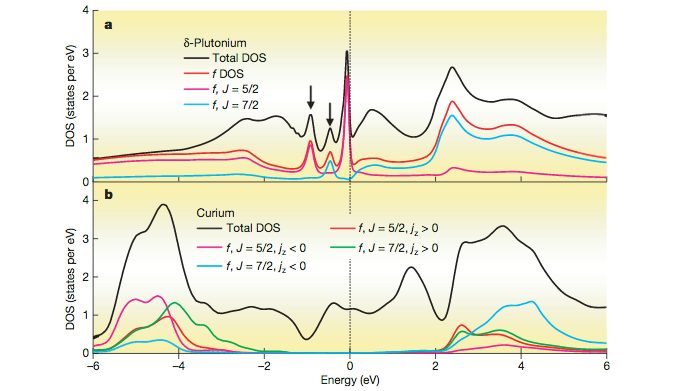 4
a
δ-Plutonium
Total DOS
f DOS
f, J = 5/2
f, J = 7/2
3
2
1
0
DOS (states per eV)
b
4
Curium
Total DOS
f, J = 5/2, jz > 0
f, J = 5/2, jz < 0
f, J = 7/2, jz > 0
f, J = 7/2, jz < 0
3
2
1
0
DOS (states per eV)
–6 –4 –2 0 2 4 6
Energy (eV)